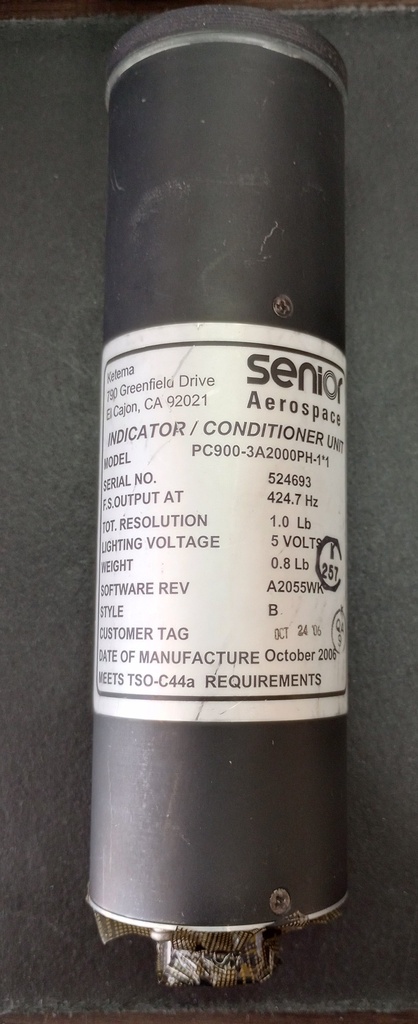 Ketema
790 Greenfield Drive
El Cajon, CA 92021
senior
Aerospace
INDICATOR / CONDITIONER UNIT
MODEL PC900-3A2000PH-1*1
SERIAL NO. 524693
F.S.OUTPUT AT 424.7 Hz
TOT. RESOLUTION 1.0 Lb
LIGHTING VOLTAGE 5 VOLTS
WEIGHT 0.8 Lb
257
SOFTWARE REV A2055WK
STYLE B
CUSTOMER TAG OCT 24 '06
DATE OF MANUFACTURE October 2006
MEETS TSO-C44a REQUIREMENTS